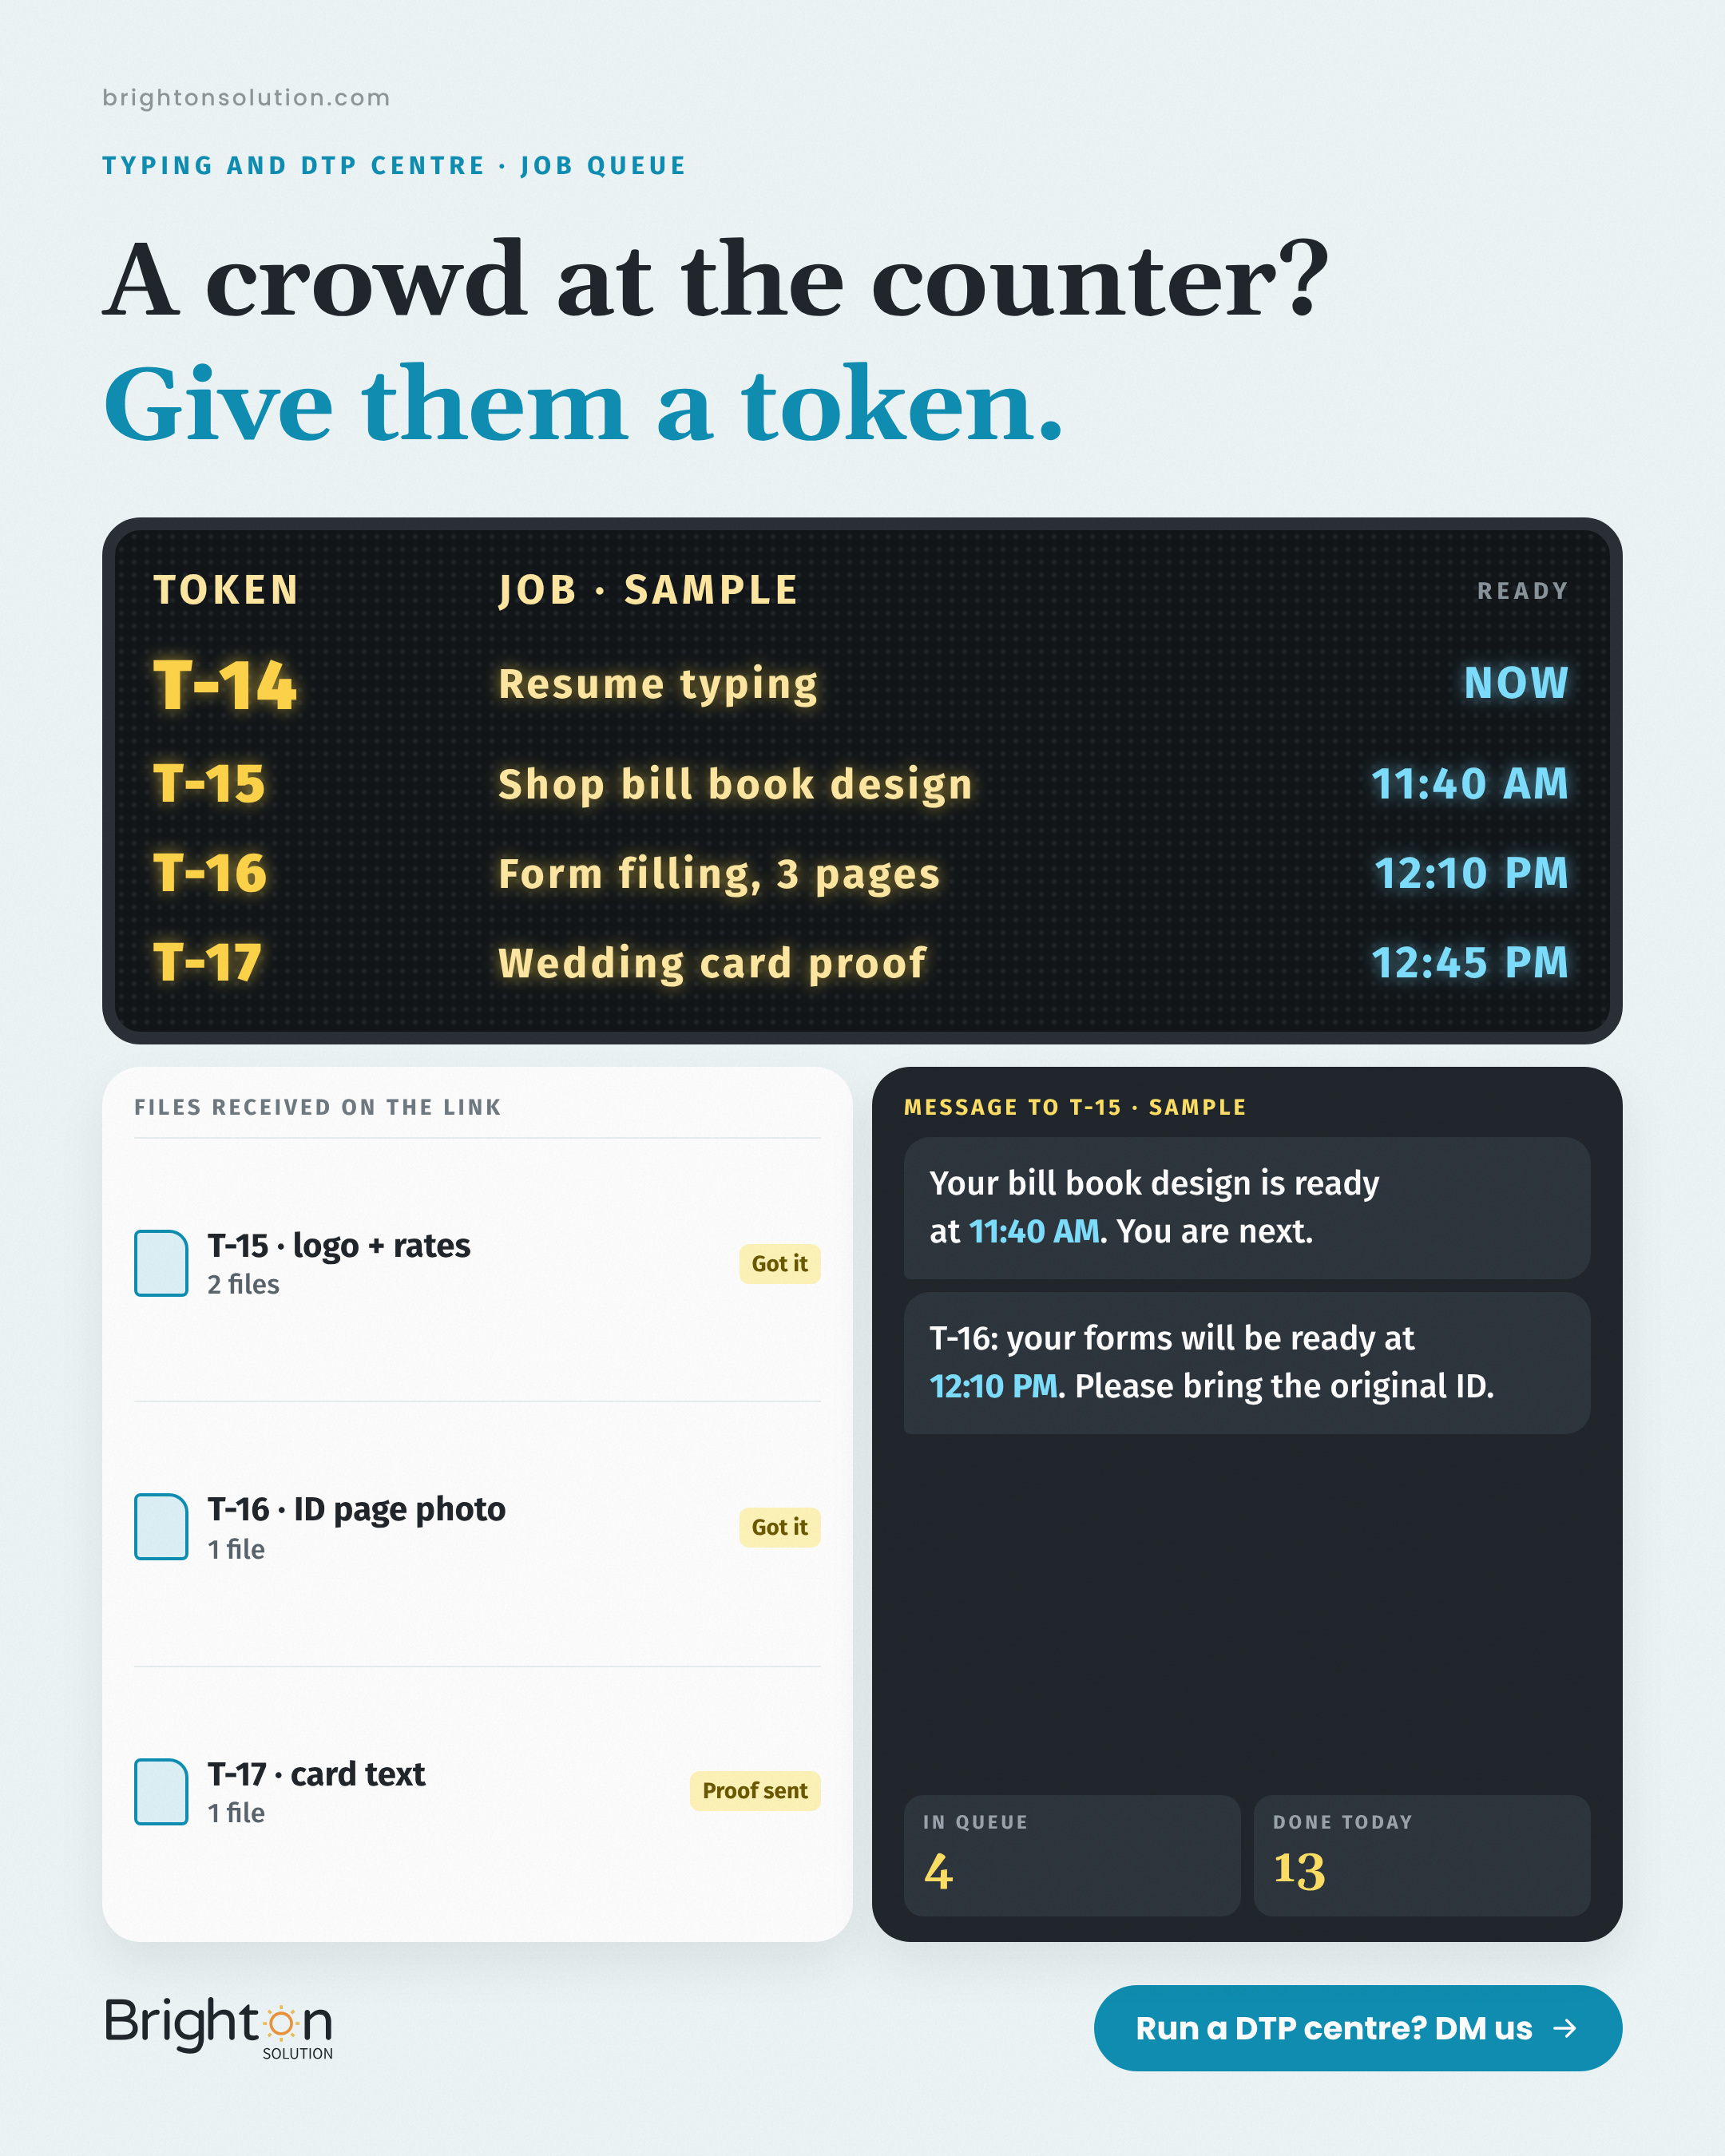 brightonsolution.com
TYPING AND DTP CENTRE · JOB QUEUE
A crowd at the counter?
Give them a token.
TOKEN JOB · SAMPLE READY
T-14 Resume typing NOW
T-15 Shop bill book design 11:40 AM
T-16 Form filling, 3 pages 12:10 PM
T-17 Wedding card proof 12:45 PM
FILES RECEIVED ON THE LINK
T-15 · logo + rates
2 files
Got it
T-16 · ID page photo
1 file
Got it
T-17 · card text
1 file
Proof sent
MESSAGE TO T-15 · SAMPLE
Your bill book design is ready
at 11:40 AM. You are next.
T-16: your forms will be ready at
12:10 PM. Please bring the original ID.
IN QUEUE
4
DONE TODAY
13
Brighton
SOLUTION
Run a DTP centre? DM us →